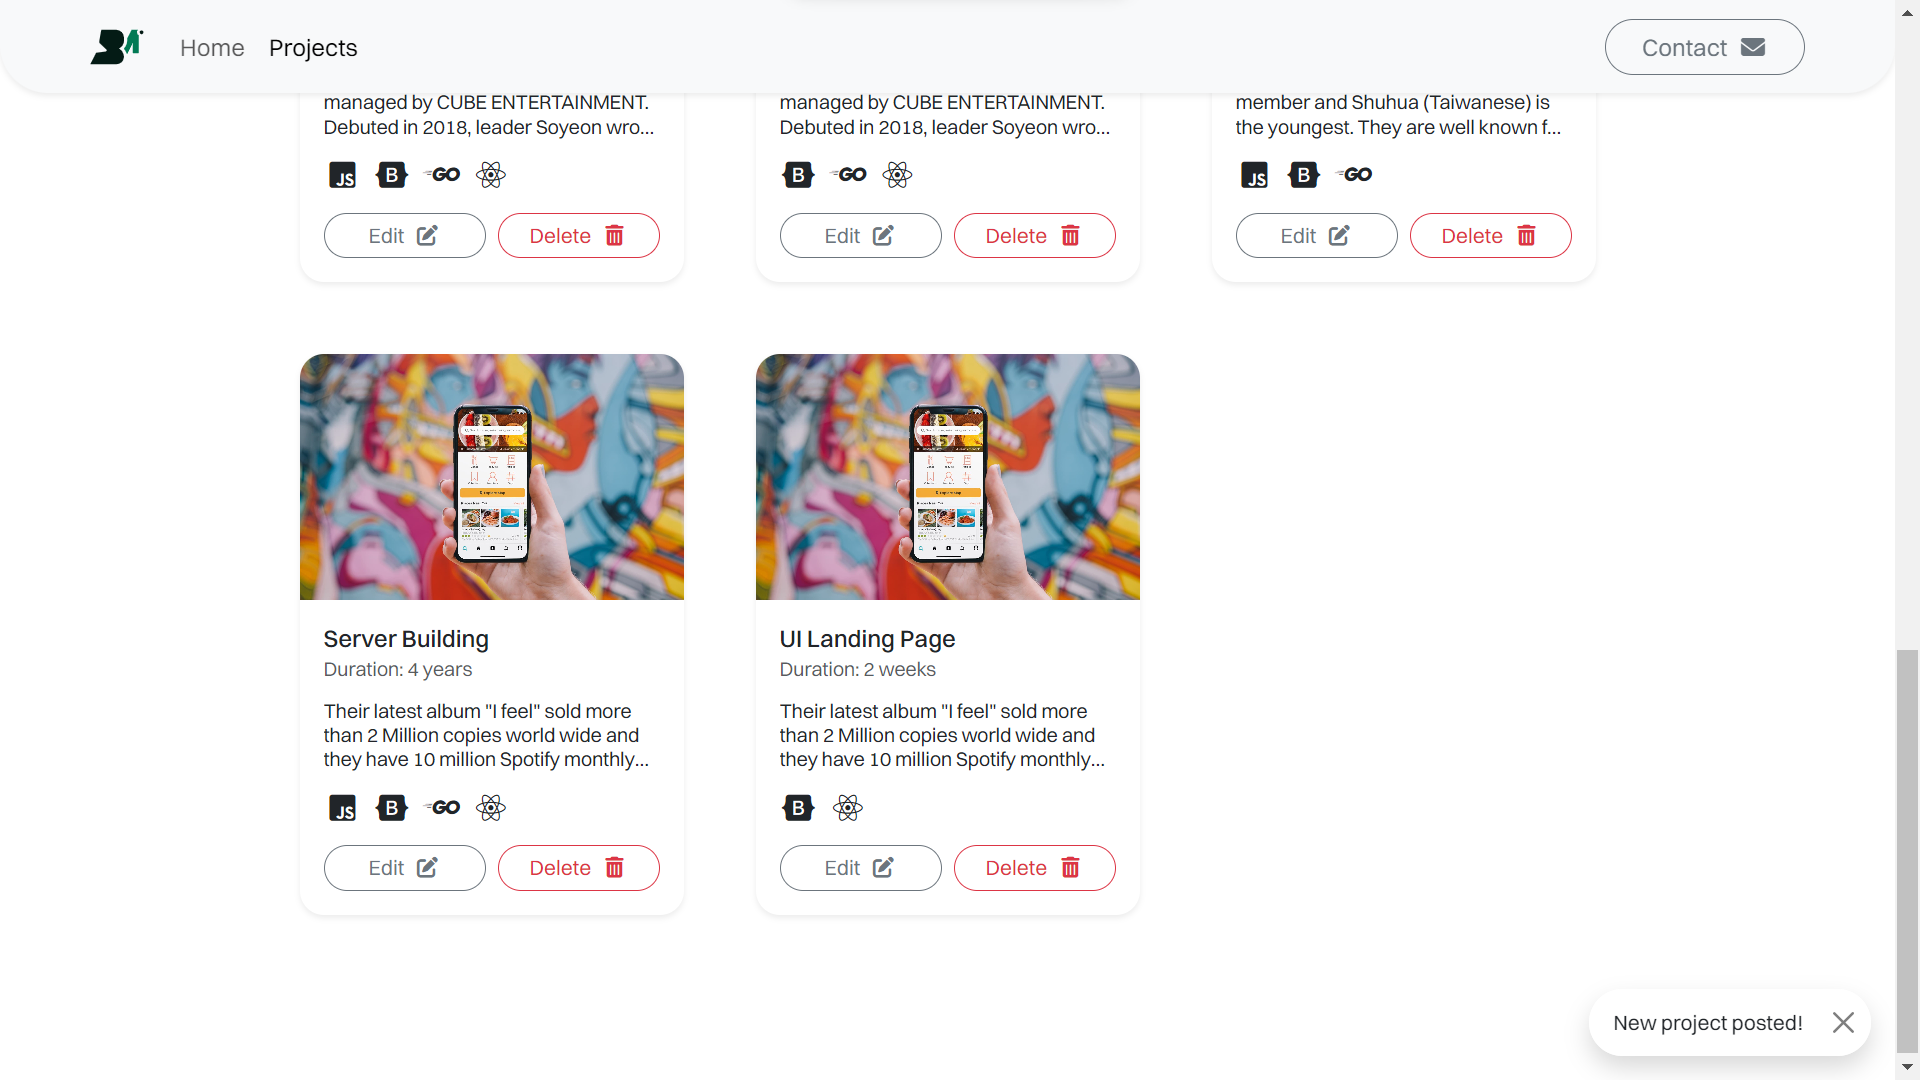 Home Projects Contact
managed by CUBE ENTERTAINMENT.
Debuted in 2018, leader Soyeon wro...
JS B GO
Edit Delete
managed by CUBE ENTERTAINMENT.
Debuted in 2018, leader Soyeon wro...
B GO
Edit Delete
member and Shuhua (Taiwanese) is
the youngest. They are well known f...
JS B GO
Edit Delete
Server Building
Duration: 4 years
Their latest album "I feel" sold more
than 2 Million copies world wide and
they have 10 million Spotify monthly...
JS B GO
Edit Delete
UI Landing Page
Duration: 2 weeks
Their latest album "I feel" sold more
than 2 Million copies world wide and
they have 10 million Spotify monthly...
B
Edit Delete
New project posted!